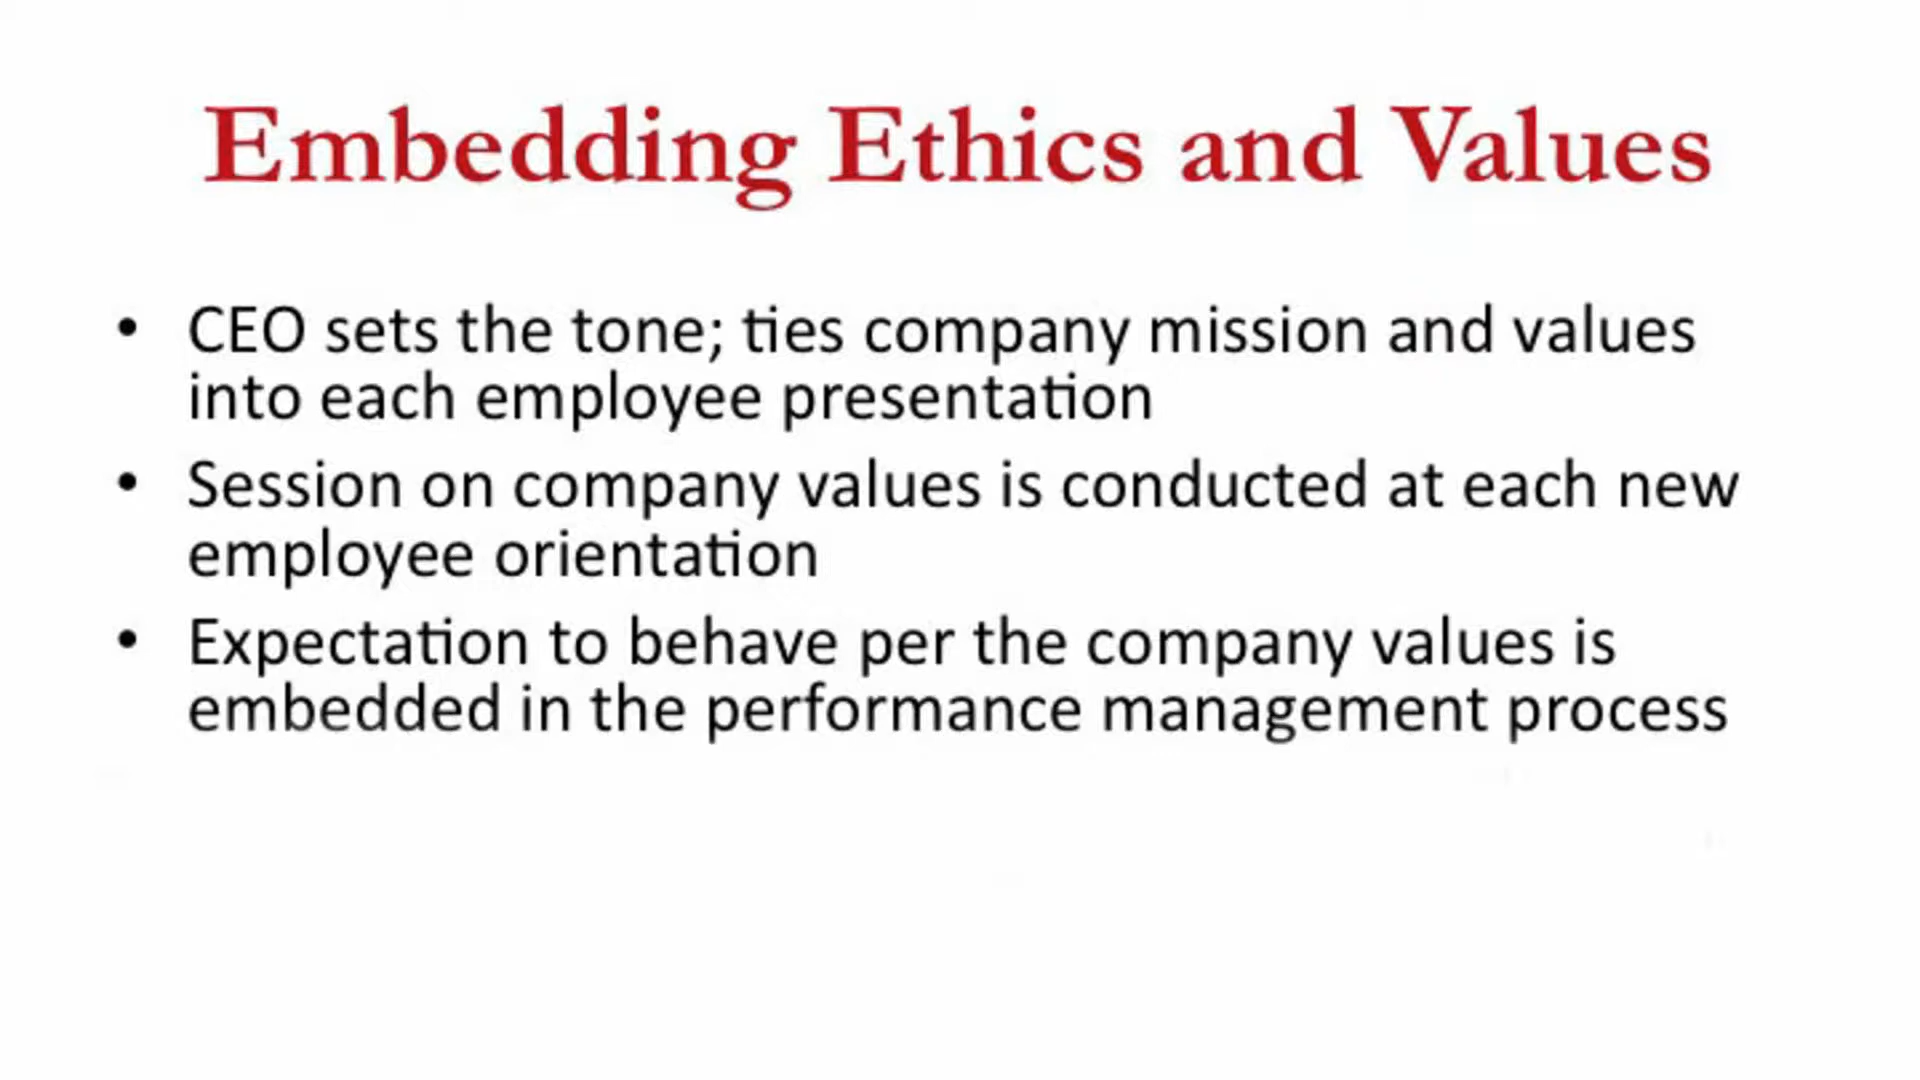 Embedding Ethics and Values
• CEO sets the tone; ties company mission and values
into each employee presentation
• Session on company values is conducted at each new
employee orientation
• Expectation to behave per the company values is
embedded in the performance management process